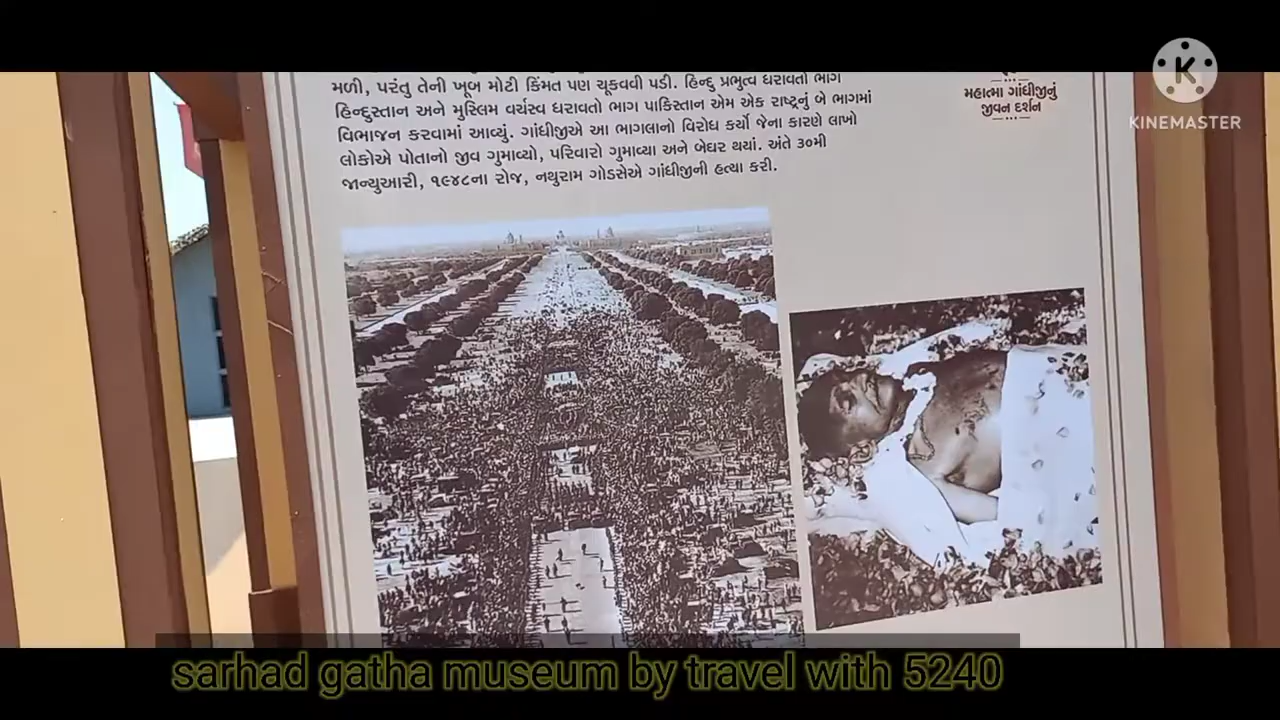 મળી, પરંતુ તેની ખૂબ મોટી કિંમત પણ ચૂકવવી પડી. હિન્દુ પ્રભુત્વ ધરાવતો ભાગ
હિન્દુસ્તાન અને મુસ્લિમ વર્ચસ્વ ધરાવતો ભાગ પાકિસ્તાન એમ એક રાષ્ટ્રનું બે ભાગમાં
વિભાજન કરવામાં આવ્યું. ગાંધીજીએ આ ભાગલાનો વિરોધ કર્યો જેના કારણે લાખો
લોકોએ પોતાનો જીવ ગુમાવ્યો, પરિવારો ગુમાવ્યા અને બેઘર થયાં. અંતે ૩૦મી
જાન્યુઆરી, ૧૯૪૮ના રોજ, નથુરામ ગોડસેએ ગાંધીજીની હત્યા કરી.
મહાત્મા ગાંધીજીનું
જીવન દર્શન
K
KINEMASTER
sarhad gatha museum by travel with 5240